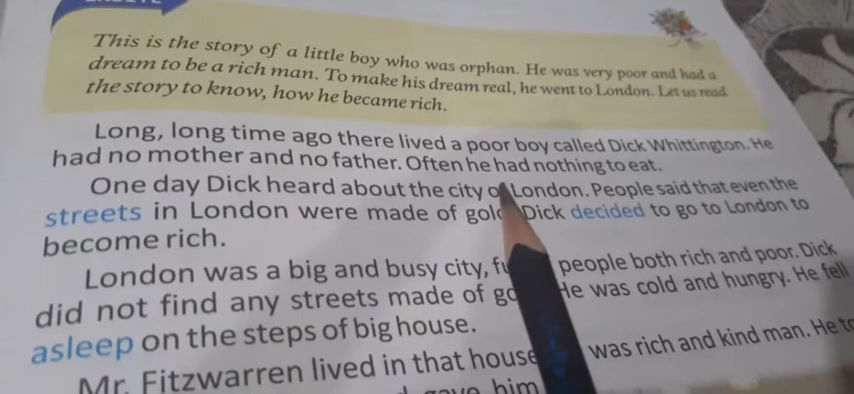 This is the story of a little boy who was orphan. He was very poor and had a
dream to be a rich man. To make his dream real, he went to London. Let us read
the story to know, how he became rich.
Long, long time ago there lived a poor boy called Dick Whittington. He
had no mother and no father. Often he had nothing to eat.
One day Dick heard about the city of London. People said that even the
streets in London were made of gold Dick decided to go to London to
become rich.
London was a big and busy city, people both rich and poor. Dick
did not find any streets made of He was cold and hungry. He fell
asleep on the steps of big house.
Mr. Fitzwarren lived in that house was rich and kind man. He
gave him